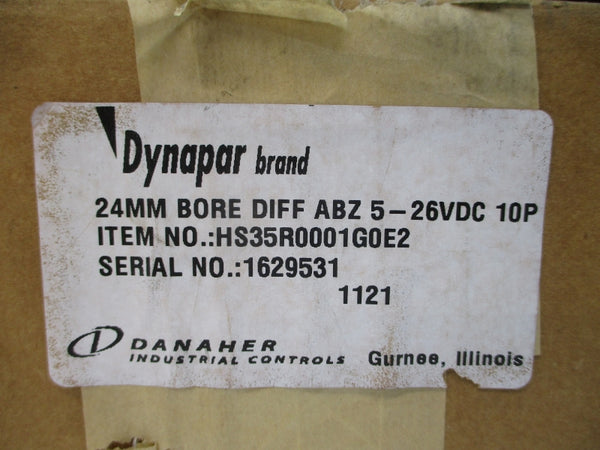 Dynapar brand
24MM BORE DIFF ABZ 5-26VDC 10P
ITEM NO.:HS35R0001G0E2
SERIAL NO.:1629531
1121
DANAHER
INDUSTRIAL CONTROLS Gurnee, Illinois